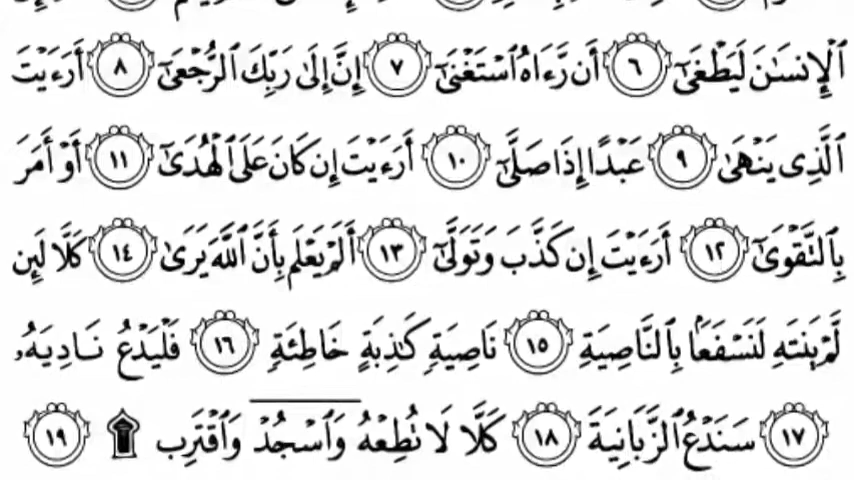 ٱلْإِنسَٰنَ لَيَطْغَىٰٓ ٦ أَن رَّءَاهُ ٱسْتَغْنَىٰٓ ٧ إِنَّ إِلَىٰ رَبِّكَ ٱلرُّجْعَىٰٓ ٨ أَرَءَيْتَ
ٱلَّذِى يَنْهَىٰ ٩ عَبْدًا إِذَا صَلَّىٰٓ ١٠ أَرَءَيْتَ إِن كَانَ عَلَى ٱلْهُدَىٰٓ ١١ أَوْ أَمَرَ
بِٱلتَّقْوَىٰٓ ١٢ أَرَءَيْتَ إِن كَذَّبَ وَتَوَلَّىٰٓ ١٣ أَلَمْ يَعْلَم بِأَنَّ ٱللَّهَ يَرَىٰ ١٤ كَلَّا لَئِن
لَّمْ يَنتَهِ لَنَسْفَعًۢا بِٱلنَّاصِيَةِ ١٥ نَاصِيَةٍ كَٰذِبَةٍ خَاطِئَةٍ ١٦ فَلْيَدْعُ نَادِيَهُۥ
١٧ سَنَدْعُ ٱلزَّبَانِيَةَ ١٨ كَلَّا لَا تُطِعْهُ وَٱسْجُدْ وَٱقْتَرِب ۩ ١٩